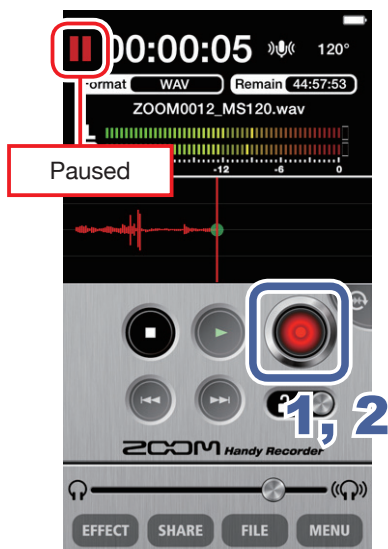 00:00:05 120°
Format WAV Remain 44:57:53
ZOOM0012_MS120.wav
L
Paused
-12 -6 0
1, 2
ZOOM Handy Recorder
EFFECT SHARE FILE MENU